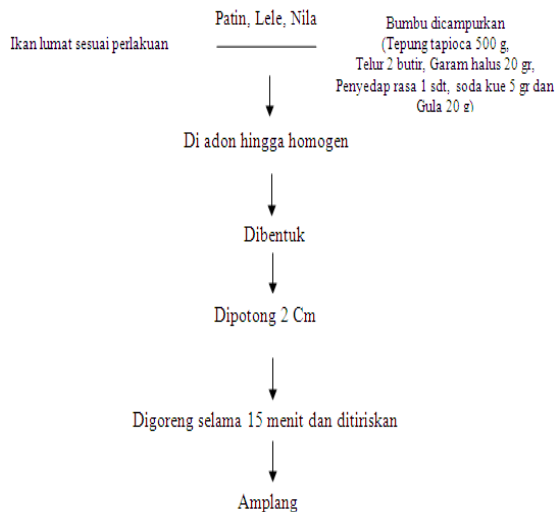 Patin, Lele, Nila
Ikan lumat sesuai perlakuan
Bumbu dicampurkan
(Tepung tapioca 500 g,
Telur 2 butir, Garam halus 20 gr,
Penyedap rasa 1 sdt, soda kue 5 gr dan
Gula 20 g)
Di adon hingga homogen
Dibentuk
Dipotong 2 Cm
Digoreng selama 15 menit dan ditiriskan
Amplang